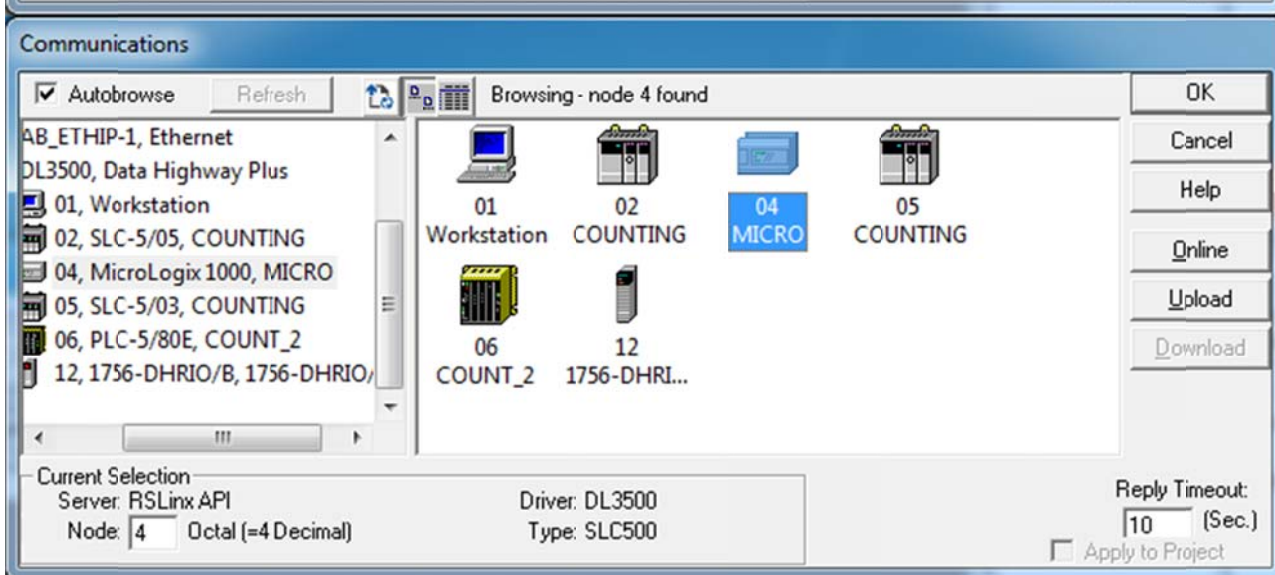 Communications
Autobrowse
Refresh
Browsing - node 4 found
OK
AB_ETHIP-1, Ethernet
DL3500, Data Highway Plus
01, Workstation
02, SLC-5/05, COUNTING
04, MicroLogix 1000, MICRO
05, SLC-5/03, COUNTING
06, PLC-5/80E, COUNT_2
12, 1756-DHRIO/B, 1756-DHRIO/
01
Workstation
02
COUNTING
04
MICRO
05
COUNTING
06
COUNT_2
12
1756-DHRI...
Cancel
Help
Online
Upload
Download
Current Selection
Server: RSLinx API
Driver: DL3500
Node: 4 Octal (=4 Decimal)
Type: SLC500
Reply Timeout:
10 (Sec.)
Apply to Project